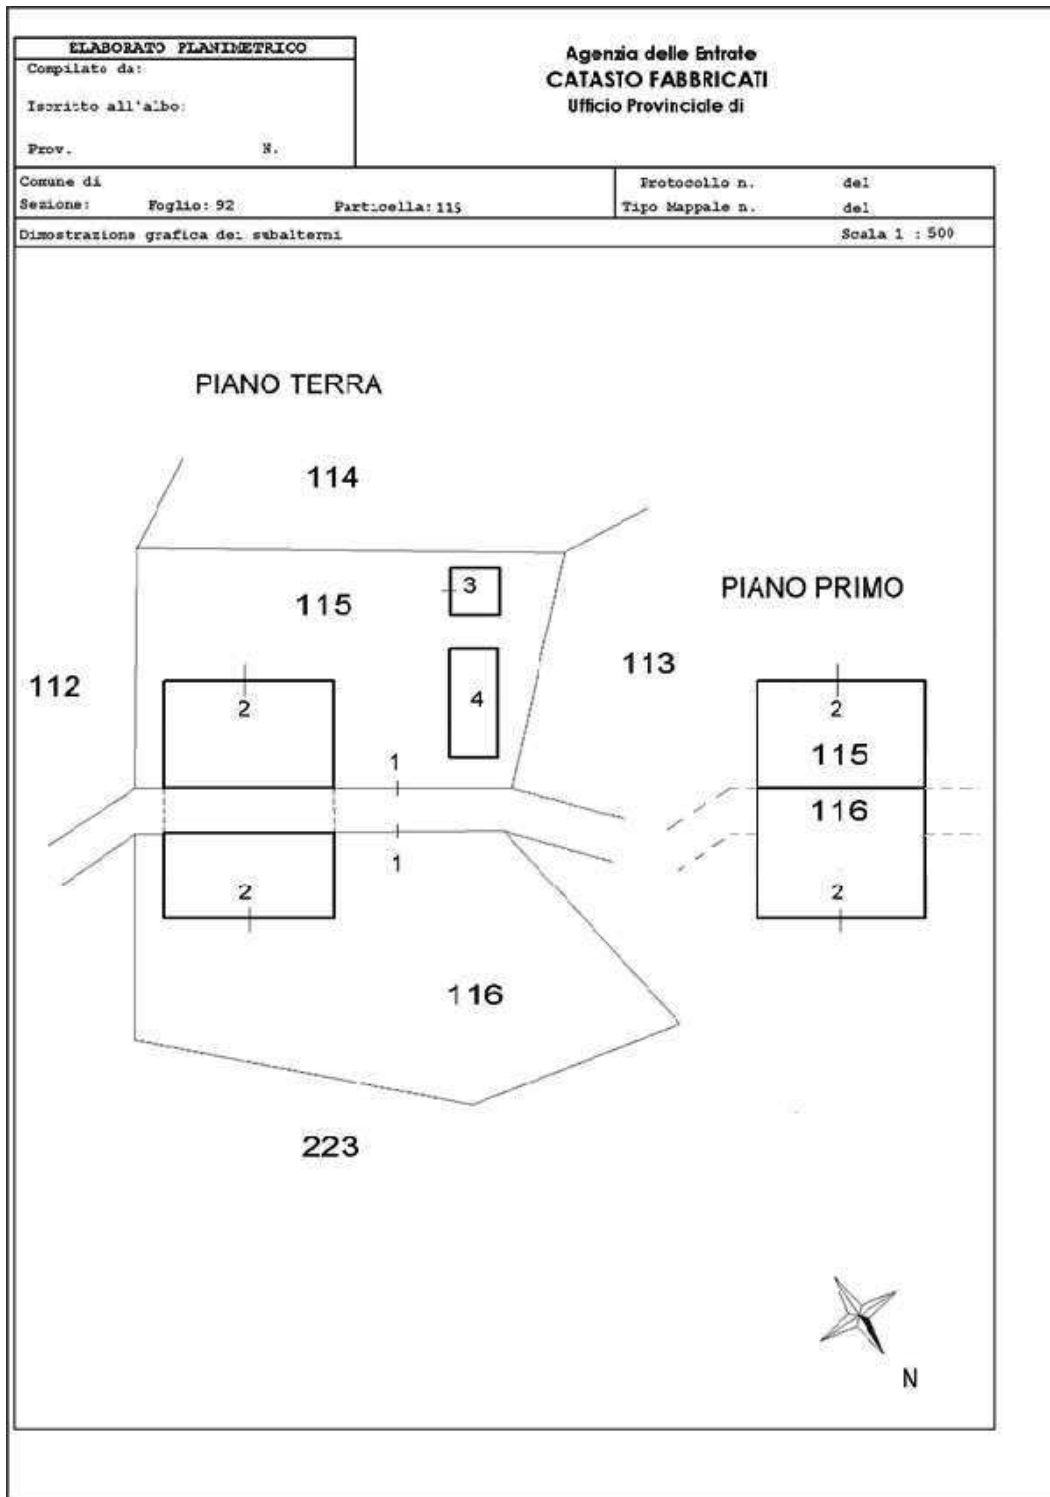 ELABORATO PLANIMETRICO
Compilato da:
Iscritto all'albo:
Prov. N.
Agenzia delle Entrate
CATASTO FABBRICATI
Ufficio Provinciale di
Comune di
Sezione: Foglio: 92 Particella: 115
Protocollo n. del
Tipo Mappale n. del
Dimostrazione grafica dei subalterni Scala 1 : 500
PIANO TERRA
114
3
115
PIANO PRIMO
112
113
2
4
2
1
115
116
1
2
2
116
223
N